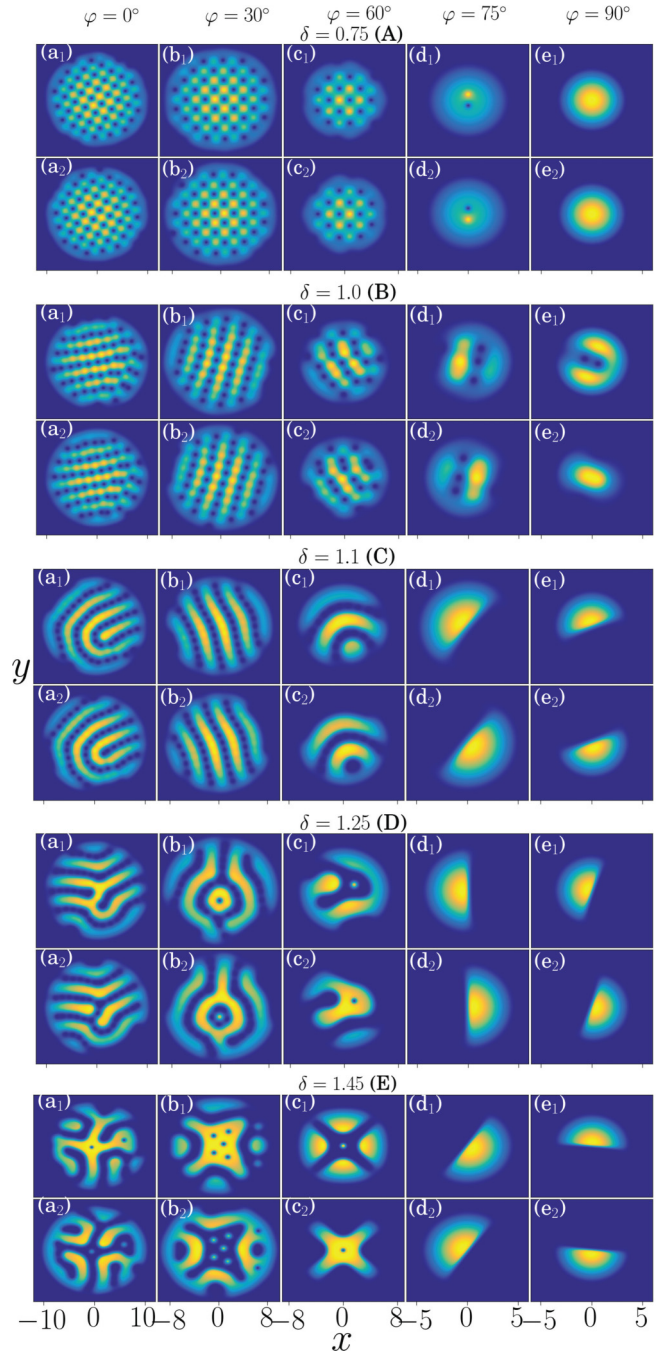 φ = 0° φ = 30° φ = 60° φ = 75° φ = 90°
δ = 0.75 (A)
(a₁) (b₁) (c₁) (d₁) (e₁)
(a₂) (b₂) (c₂) (d₂) (e₂)
δ = 1.0 (B)
(a₁) (b₁) (c₁) (d₁) (e₁)
(a₂) (b₂) (c₂) (d₂) (e₂)
δ = 1.1 (C)
(a₁) (b₁) (c₁) (d₁) (e₁)
y
(a₂) (b₂) (c₂) (d₂) (e₂)
δ = 1.25 (D)
(a₁) (b₁) (c₁) (d₁) (e₁)
(a₂) (b₂) (c₂) (d₂) (e₂)
δ = 1.45 (E)
(a₁) (b₁) (c₁) (d₁) (e₁)
(a₂) (b₂) (c₂) (d₂) (e₂)
−10 0 10 −8 0 8 −8 0 8 −5 0 5 −5 0 5
x